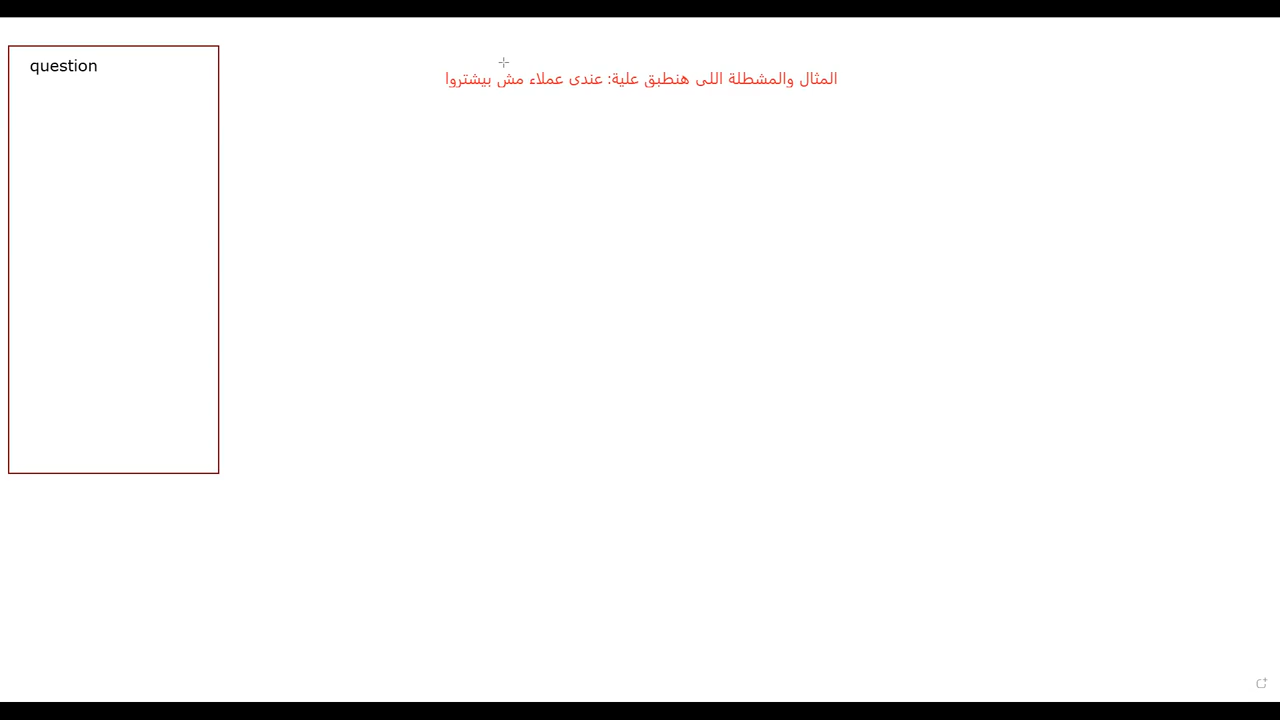 question
المثال والمشطلة اللى هنطبق علية: عندى عملاء مش بيشتروا